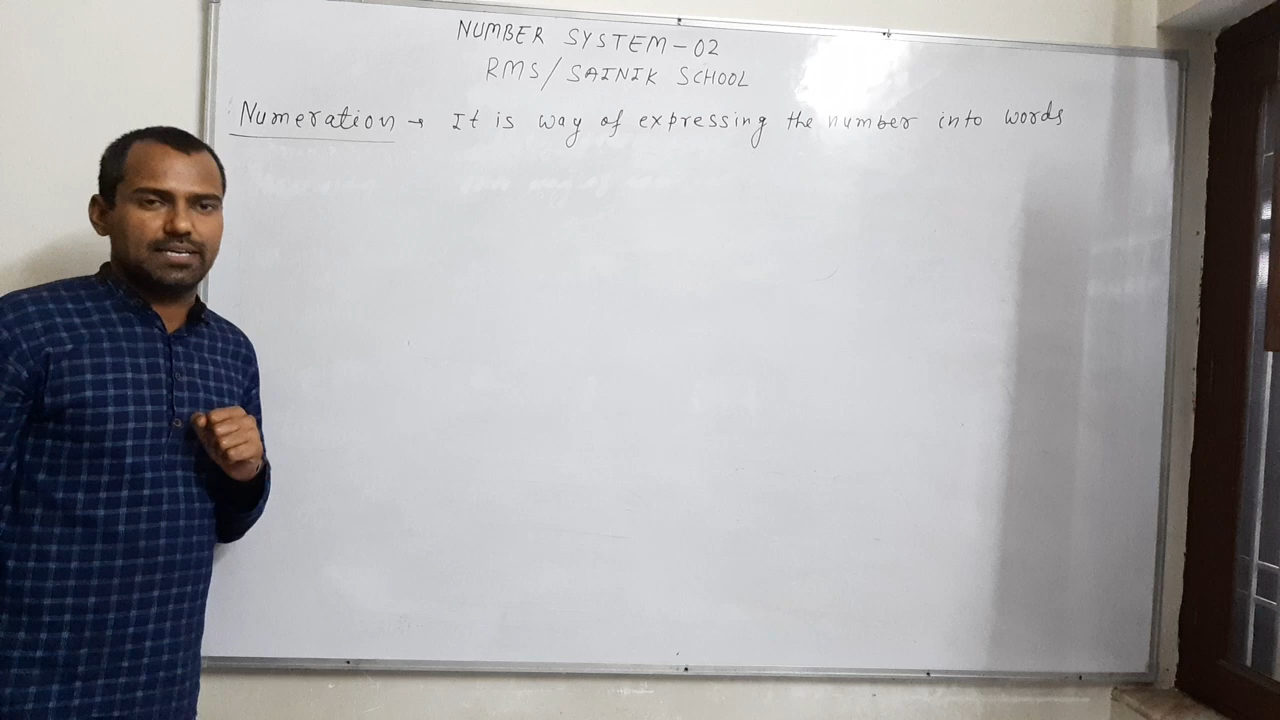 NUMBER SYSTEM-02
RMS/SAINIK SCHOOL
Numeration → It is way of expressing the number into words